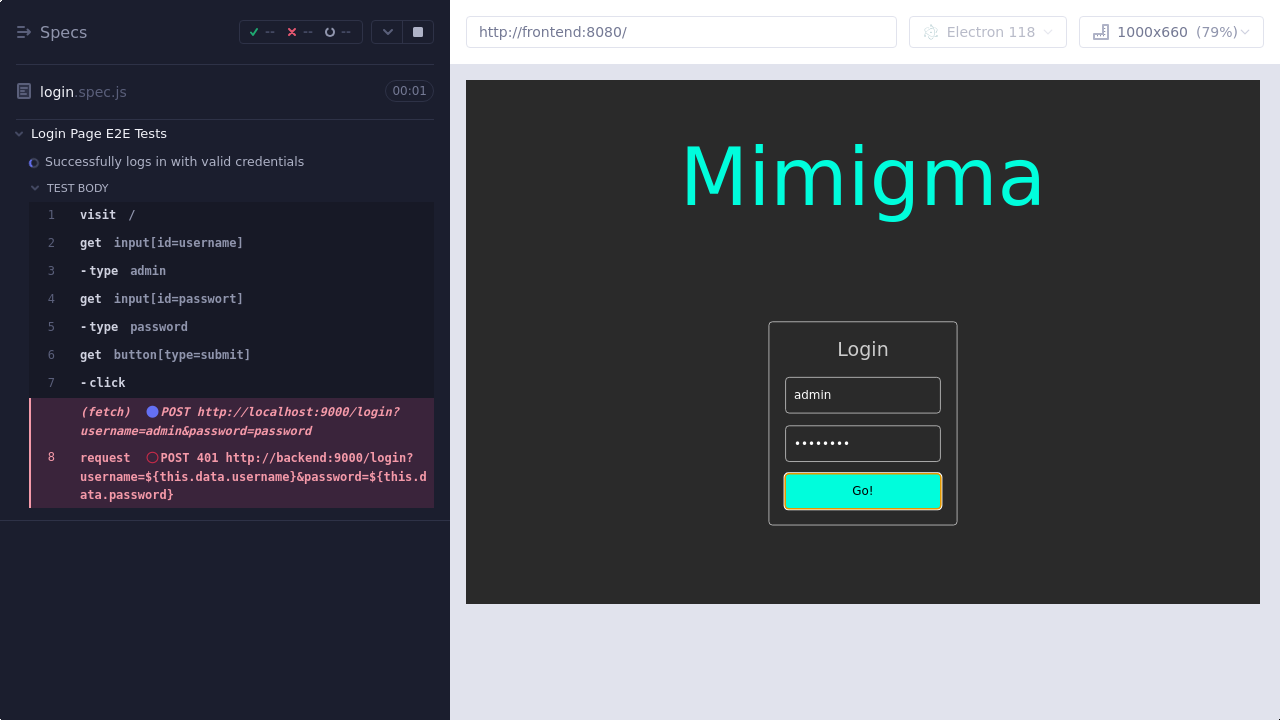 Specs
--
--
--
login.spec.js
00:01
Login Page E2E Tests
Successfully logs in with valid credentials
TEST BODY
1 visit /
2 get input[id=username]
3 -type admin
4 get input[id=passwort]
5 -type password
6 get button[type=submit]
7 -click
(fetch) POST http://localhost:9000/login?
username=admin&password=password
8 request POST 401 http://backend:9000/login?
username=${this.data.username}&password=${this.d
ata.password}
http://frontend:8080/
Electron 118
1000x660 (79%)
Mimigma
Login
admin
••••••••
Go!